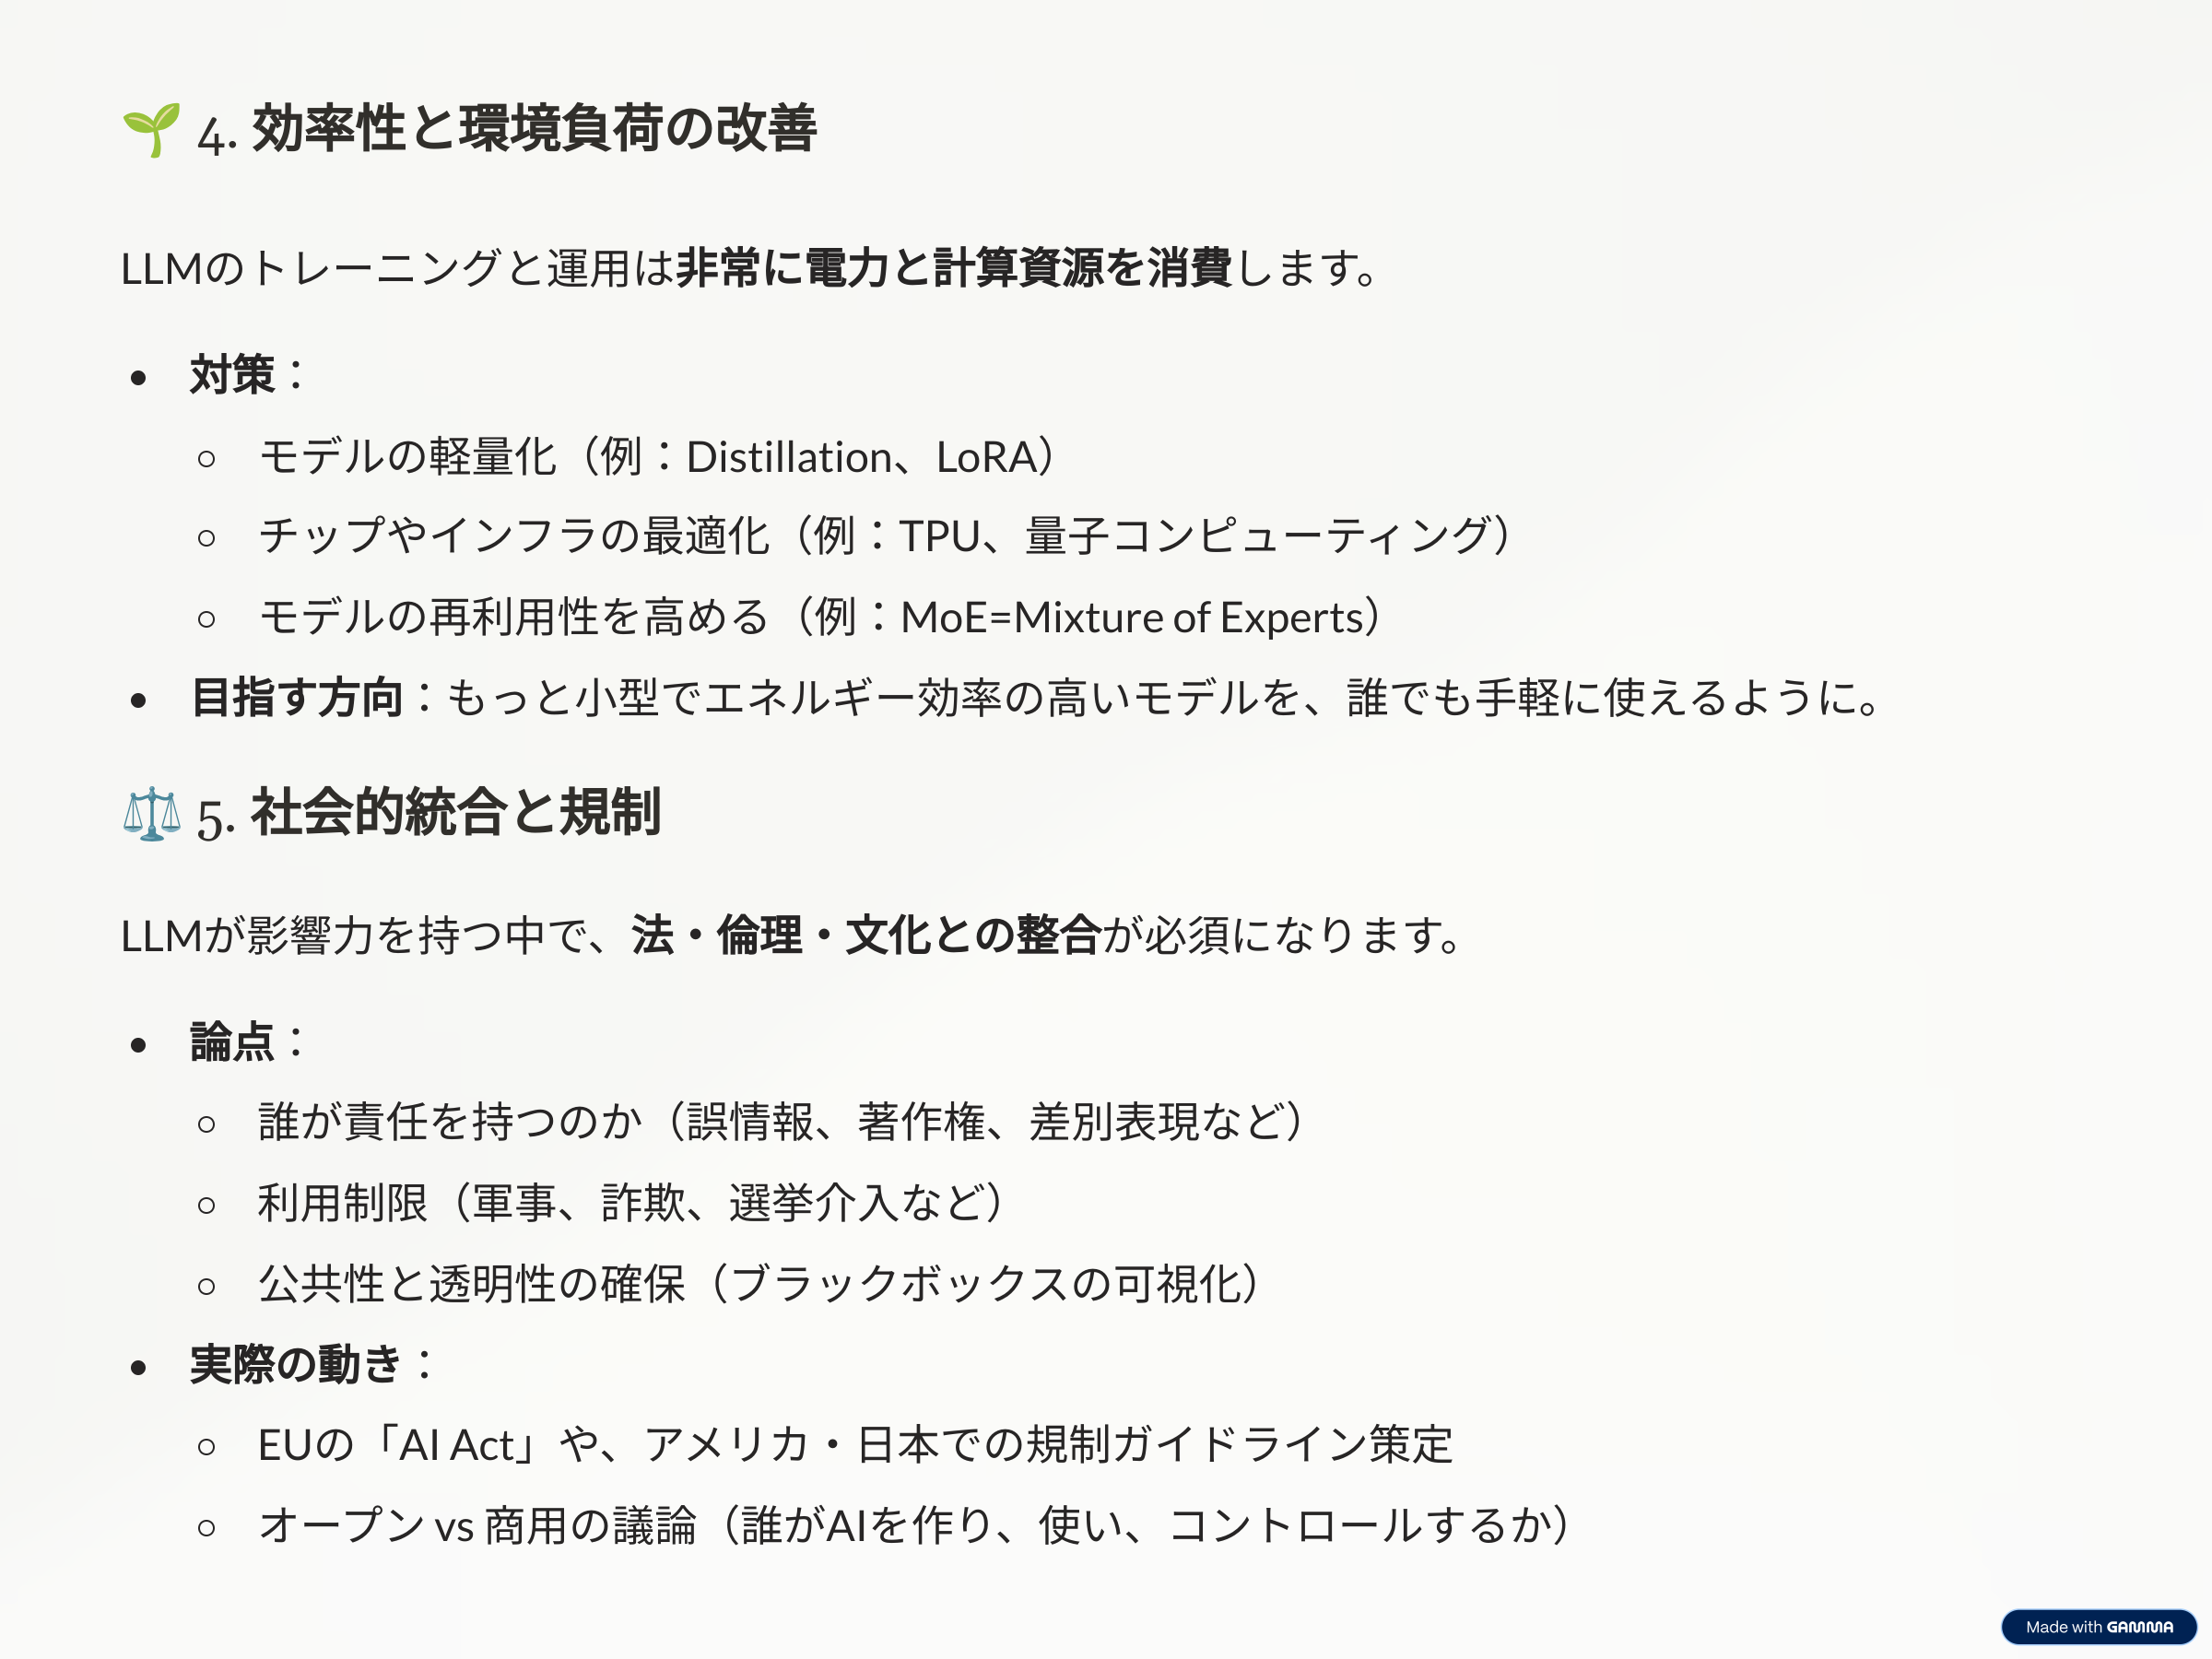 🌱 4. 効率性と環境負荷の改善
LLMのトレーニングと運用は非常に電力と計算資源を消費します。
• 対策：
◦ モデルの軽量化（例：Distillation、LoRA）
◦ チップやインフラの最適化（例：TPU、量子コンピューティング）
◦ モデルの再利用性を高める（例：MoE=Mixture of Experts）
• 目指す方向：もっと小型でエネルギー効率の高いモデルを、誰でも手軽に使えるように。
⚖️ 5. 社会的統合と規制
LLMが影響力を持つ中で、法・倫理・文化との整合が必須になります。
• 論点：
◦ 誰が責任を持つのか（誤情報、著作権、差別表現など）
◦ 利用制限（軍事、詐欺、選挙介入など）
◦ 公共性と透明性の確保（ブラックボックスの可視化）
• 実際の動き：
◦ EUの「AI Act」や、アメリカ・日本での規制ガイドライン策定
◦ オープン vs 商用の議論（誰がAIを作り、使い、コントロールするか）
Made with GAMMA